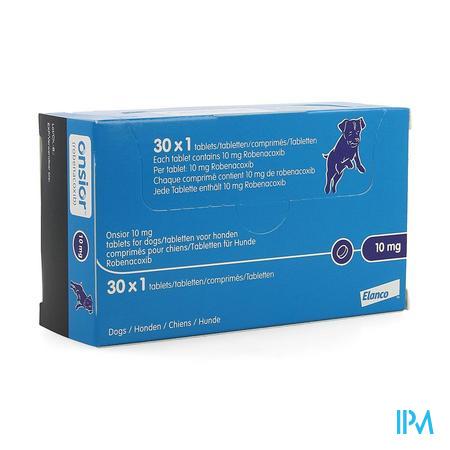 30 x 1 tablets/tabletten/comprimés/Tabletten
Each tablet contains 10 mg Robenacoxib
Per tablet: 10 mg Robenacoxib
Chaque comprimé contient 10 mg de robenacoxib
Jede Tablette enthält 10 mg Robenacoxib
Onsior 10 mg
tablets for dogs/tabletten voor honden
comprimés pour chiens/Tabletten für Hunde
Robenacoxib
10 mg
30 x 1 tablets/tabletten/comprimés/Tabletten
Elanco
Dogs / Honden / Chiens / Hunde
onsior
robenacoxib
10 mg
IPM